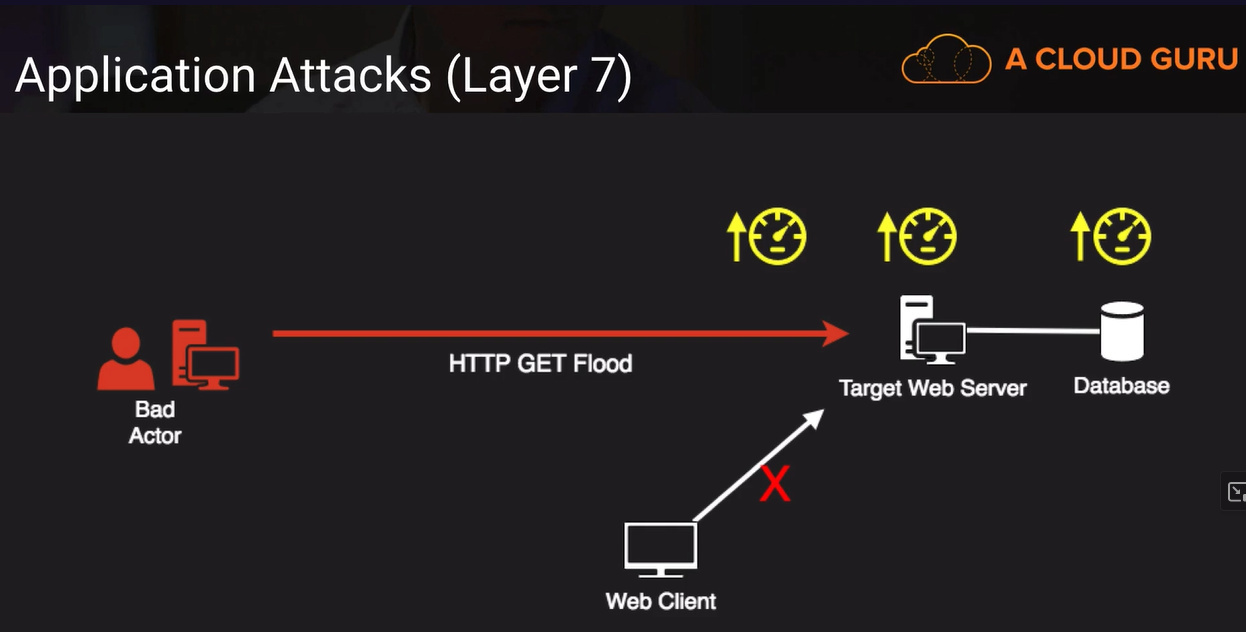 Application Attacks (Layer 7)
A CLOUD GURU
HTTP GET Flood
Bad
Actor
Target Web Server
Database
X
Web Client